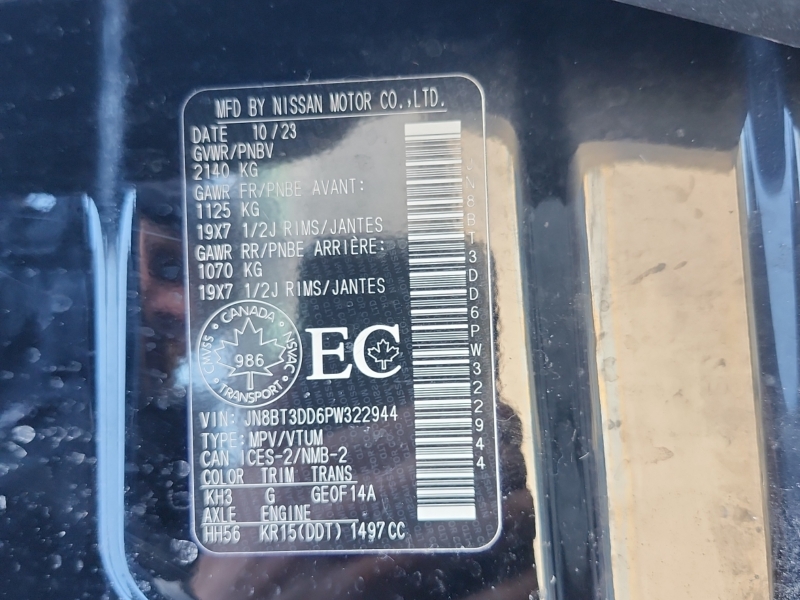 MFD BY NISSAN MOTOR CO.,LTD.
DATE 10/23
GVWR/PNBV
2140 KG
GAWR FR/PNBE AVANT:
1125 KG
19X7 1/2J RIMS/JANTES
GAWR RR/PNBE ARRIÈRE:
1070 KG
19X7 1/2J RIMS/JANTES
CANADA
CMVSS 986 NSVAC
TRANSPORT
EC
VIN: JN8BT3DD6PW322944
TYPE: MPV/VTUM
CAN ICES-2/NMB-2
COLOR TRIM TRANS
KH3 G GE0F14A
AXLE ENGINE
HH56 KR15(DDT) 1497CC
JN8BT3DD6PW322944